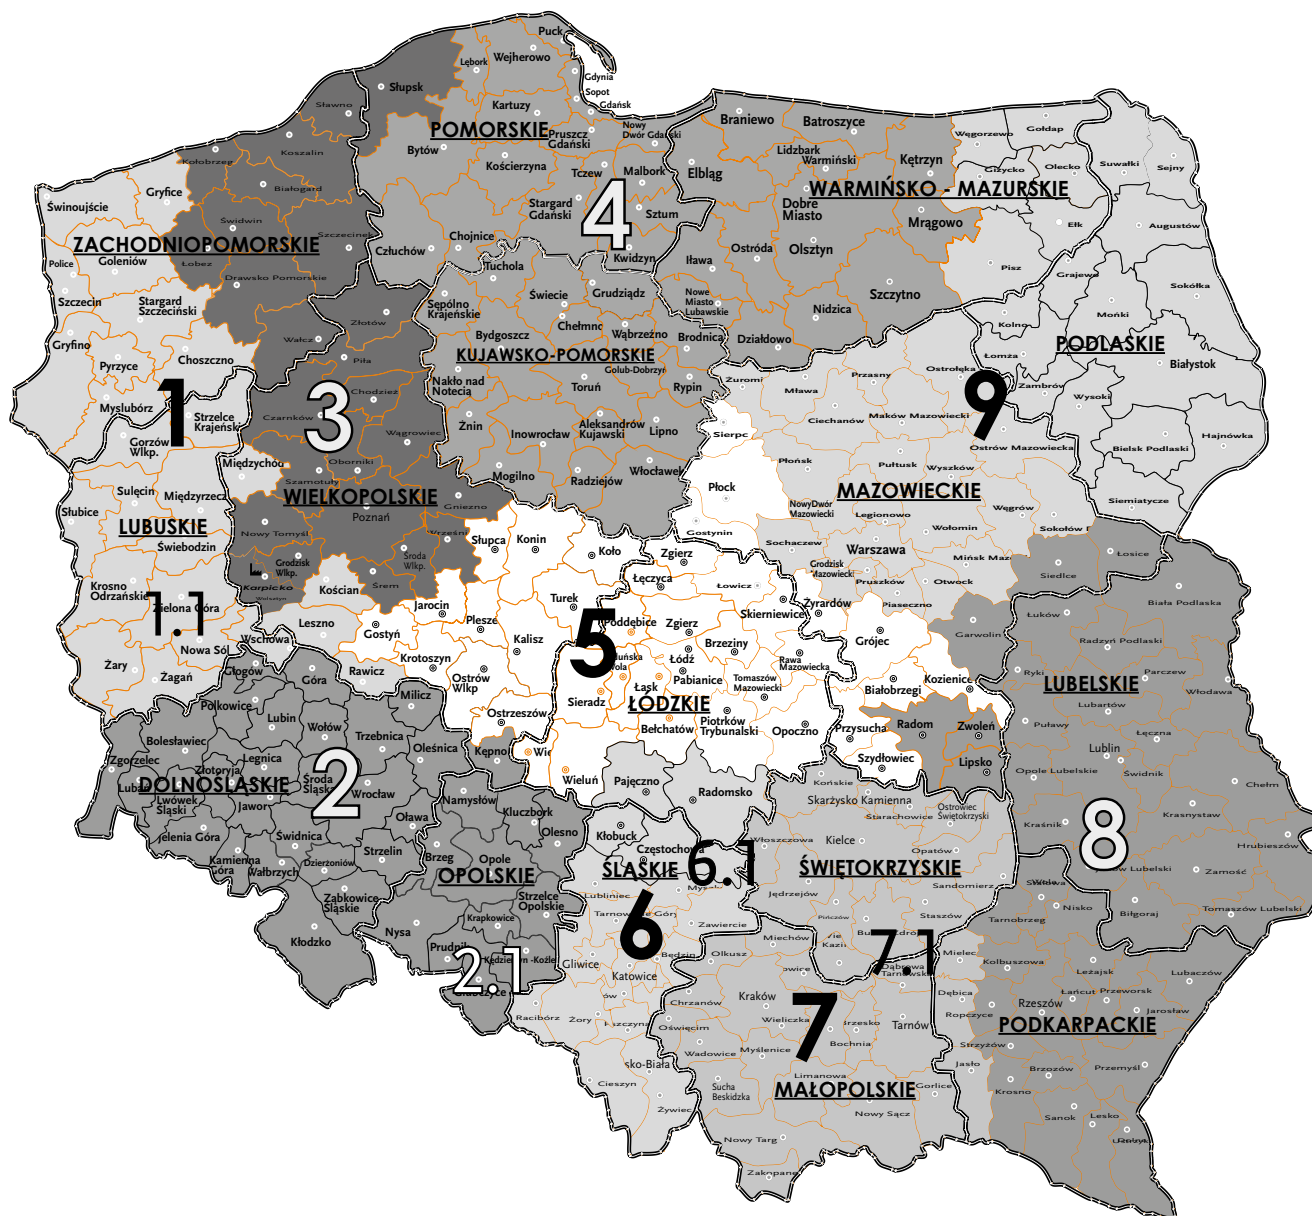 Puck
Wejherowo
Lębork
Gdynia
Słupsk
Sopot
Sławno
Kartuzy
Gdańsk
POMORSKIE
Pruszcz
Gdański
Nowy
Dwór Gdański
Koszalin
Kołobrzeg
Bytów
Kościerzyna
Tczew
Malbork
Białogard
Gryfice
Świnoujście
Stargard
Gdański
4
Sztum
Świdwin
Szczecinek
Chojnice
Człuchów
Kwidzyn
ZACHODNIOPOMORSKIE
Goleniów
Police
Łobez
Drawsko Pomorskie
Szczecin
Stargard
Szczeciński
Gryfino
Choszczno
Pyrzyce
Myslubórz
1
Wałcz
Złotów
Piła
Braniewo
Batroszyce
Węgorzewo
Gołdap
Lidzbark
Warmiński
Kętrzyn
Giżycko
Olecko
Suwałki
Sejny
Elbląg
WARMIŃSKO - MAZURSKIE
Dobre
Miasto
Mrągowo
Ełk
Augustów
Ostróda
Olsztyn
Iława
Pisz
Grajewo
Nowe
Miasto
Lubawskie
Szczytno
Sokółka
Nidzica
Mońki
Kolno
Działdowo
PODLASKIE
Łomża
Białystok
Zambrów
Wysoki
Hajnówka
Bielsk Podlaski
Siemiatycze
Tuchola
Sępólno
Krajeńskie
Świecie
Grudziądz
Chełmno
Wąbrzeźno
Bydgoszcz
Brodnica
KUJAWSKO-POMORSKIE
Golub-Dobrzyń
Nakło nad
Notecią
Toruń
Rypin
Żnin
Aleksandrów
Kujawski
Lipno
Inowrocław
Włocławek
Mogilno
Radziejów
Chodzież
3
Czarnków
Wągrowiec
Oborniki
Szamotuły
WIELKOPOLSKIE
Gniezno
Poznań
Nowy Tomyśl
Środa
Wlkp.
Grodzisk
Wlkp.
Karpicko
Wolsztyn
Śrem
Strzelce
Krajeński
Gorzów
Wlkp.
Międzychód
Sulęcin
Międzyrzecz
Słubice
LUBUSKIE
Świebodzin
Krosno
Odrzańskie
1.1
Zielona Góra
Nowa Sól
Wschowa
Żary
Żagań
Kościan
Leszno
Rawicz
Gostyń
Krotoszyn
Jarocin
Słupca
Konin
Koło
Turek
Kalisz
Ostrów
Wlkp
Ostrzeszów
Kępno
5
Zgierz
Łęczyca
Łowicz
Skierniewice
Poddębice
Zgierz
Brzeziny
Łódź
Rawa
Mazowiecka
Pabianice
Tomaszów
Mazowiecki
Łask
Sieradz
ŁÓDZKIE
Piotrków
Trybunalski
Bełchatów
Opoczno
Wieluń
Pajęczno
Radomsko
Żuromi
Mława
Przasny
Ostrołęka
9
Ciechanów
Maków Mazowiecki
Sierpc
Ostrów Mazowiecka
Płońsk
Pułtusk
Wyszków
Płock
MAZOWIECKIE
NowyDwór
Mazowiecki
Legionowo
Węgrów
Wołomin
Gostynin
Sochaczew
Warszawa
Mińsk Maz
Grodzisk
Mazowiecki
Pruszków
Otwock
Piaseczno
Żyrardów
Grójec
Garwolin
Białobrzegi
Kozienice
Radom
Zwoleń
Przysucha
Szydłowiec
Lipsko
Łosice
Siedlce
Łuków
Biała Podlaska
Radzyń Podlaski
Parczew
Ryki
LUBELSKIE
Włodawa
Lubartów
Puławy
Łęczna
Lublin
Opole Lubelskie
Świdnik
Chełm
Kraśnik
8
Krasnystaw
Hrubieszów
Zamość
Biłgoraj
Tomaszów Lubelski
Głogów
Góra
Milicz
Polkowice
Lubin
Wołów
Trzebnica
Bolesławiec
Oleśnica
Zgorzelec
Złotoryja
Legnica
2
DOLNOŚLĄSKIE
Środa
Śląska
Wrocław
Lwówek
Śląski
Jawory
Oława
Jelenia Góra
Świdnica
Strzelin
Kamienna
Góra
Wałbrzych
Dzierżoniów
Ząbkowice
Śląskie
Kłodzko
Namysłów
Kluczbork
Olesno
Brzeg
Opole
OPOLSKIE
Strzelce
Opolskie
Krapkowice
Nysa
Prudnik
2.1
Kłobuck
Częstochowa
6.1
ŚLĄSKIE
Lubliniec
6
Zawiercie
Będzin
Gliwice
Katowice
Racibórz
Żory
Cieszyn
Żywiec
Końskie
Skarżysko Kamienna
Starachowice
Ostrowiec
Świętokrzyski
Włoszczowa
Kielce
Opatów
ŚWIĘTOKRZYSKIE
Sandomierz
Jędrzejów
Staszów
Pińczów
7.1
Miechów
Olkusz
Dąbrowa
Tarnowska
Chrzanów
Kraków
7
Wieliczka
Brzesko
Tarnów
Oświęcim
Bochnia
Wadowice
Myślenice
Limanowa
Sucha
Beskidzka
MAŁOPOLSKIE
Gorlice
Nowy Sącz
Nowy Targ
Zakopane
Tarnobrzeg
Nisko
Mielec
Kolbuszowa
Leżajsk
Lubaczów
Dębica
Łańcut
Przeworsk
Rzeszów
Jarosław
Ropczyce
PODKARPACKIE
Strzyżów
Jasło
Brzozów
Przemyśl
Krosno
Sanok
Lesko